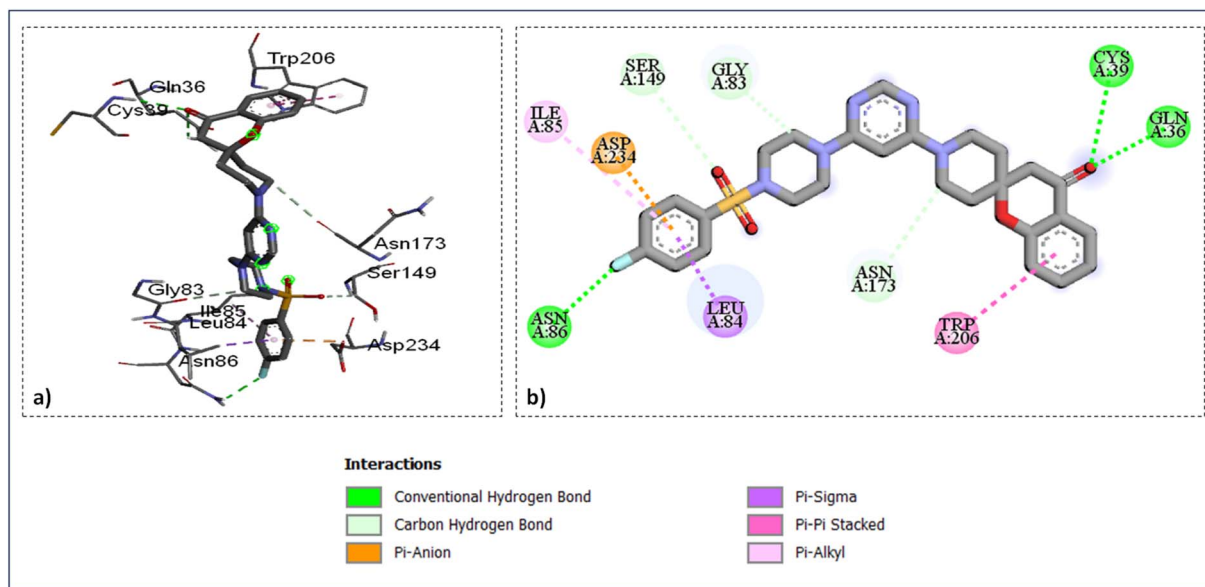 Trp206
Gln36
Cys39
Asn173
Ser149
Gly83
Ile85
Leu84
Asp234
Asn86
a)
SER
A:149
GLY
A:83
CYS
A:39
GLN
A:36
ILE
A:85
ASP
A:234
ASN
A:173
ASN
A:86
LEU
A:84
TRP
A:206
b)
Interactions
Conventional Hydrogen Bond
Carbon Hydrogen Bond
Pi-Anion
Pi-Sigma
Pi-Pi Stacked
Pi-Alkyl